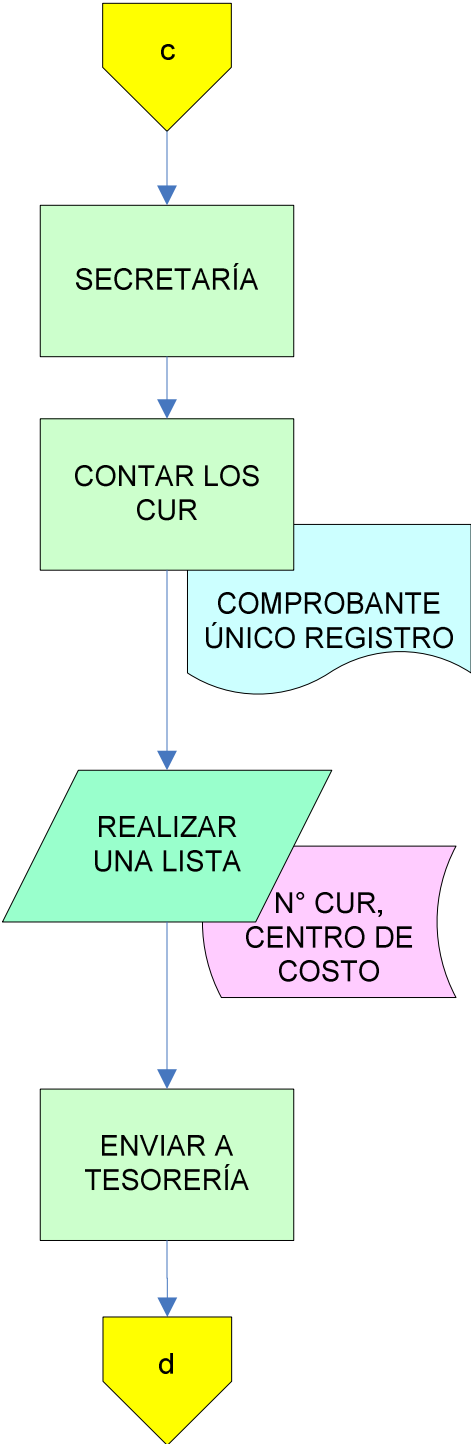 c
SECRETARÍA
CONTAR LOS
CUR
COMPROBANTE
ÚNICO REGISTRO
REALIZAR
UNA LISTA
N° CUR,
CENTRO DE
COSTO
ENVIAR A
TESORERÍA
d